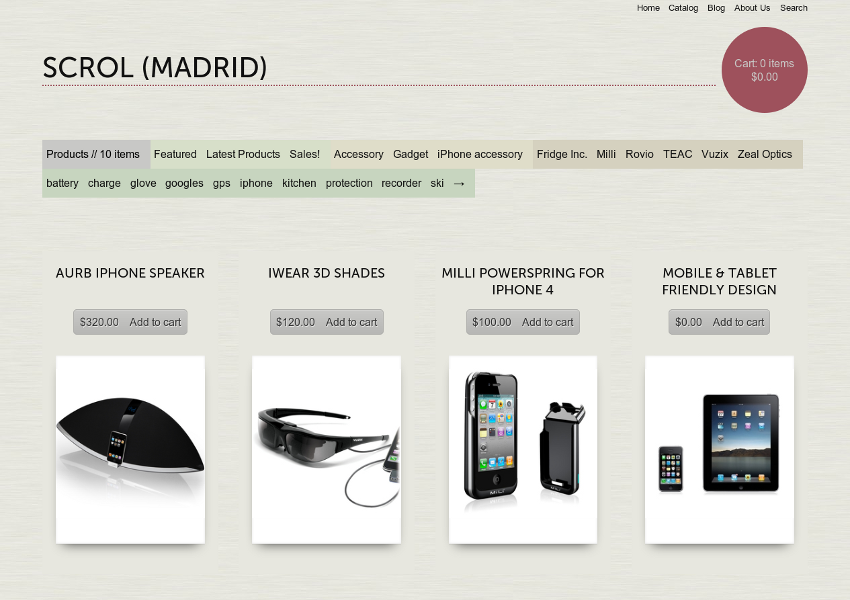 Home Catalog Blog About Us Search
SCROL (MADRID)
Cart: 0 items
$0.00
Products // 10 items Featured Latest Products Sales! Accessory Gadget iPhone accessory Fridge Inc. Milli Rovio TEAC Vuzix Zeal Optics
battery charge glove googles gps iphone kitchen protection recorder ski →
AURB IPHONE SPEAKER
$320.00 Add to cart
IWEAR 3D SHADES
$120.00 Add to cart
MILLI POWERSPRING FOR
IPHONE 4
$100.00 Add to cart
MiLi
MOBILE & TABLET
FRIENDLY DESIGN
$0.00 Add to cart